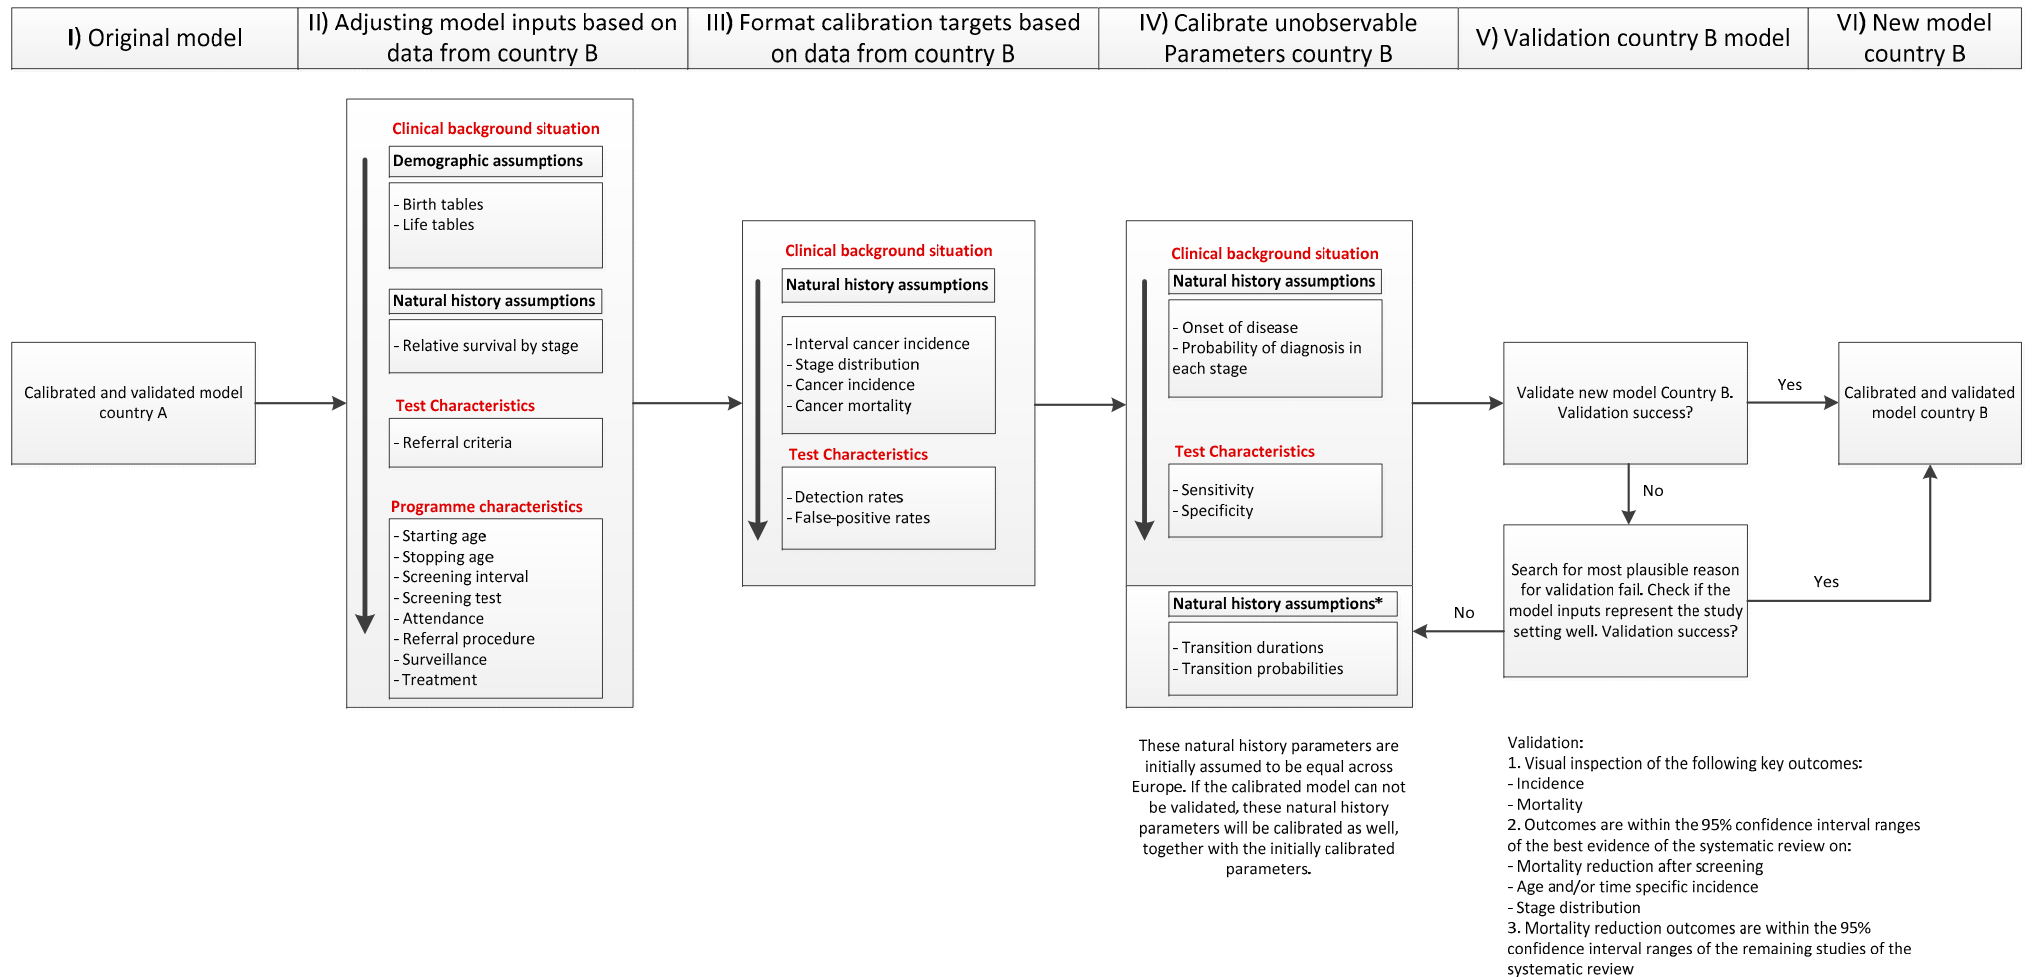 I) Original model
II) Adjusting model inputs based on
data from country B
III) Format calibration targets based
on data from country B
IV) Calibrate unobservable
Parameters country B
V) Validation country B model
VI) New model
country B
Calibrated and validated model
country A
Clinical background situation
Demographic assumptions
- Birth tables
- Life tables
Natural history assumptions
- Relative survival by stage
Test Characteristics
- Referral criteria
Programme characteristics
- Starting age
- Stopping age
- Screening interval
- Screening test
- Attendance
- Referral procedure
- Surveillance
- Treatment
Clinical background situation
Natural history assumptions
- Interval cancer incidence
- Stage distribution
- Cancer incidence
- Cancer mortality
Test Characteristics
- Detection rates
- False-positive rates
Clinical background situation
Natural history assumptions
- Onset of disease
- Probability of diagnosis in
each stage
Test Characteristics
- Sensitivity
- Specificity
Natural history assumptions*
- Transition durations
- Transition probabilities
These natural history parameters are
initially assumed to be equal across
Europe. If the calibrated model can not
be validated, these natural history
parameters will be calibrated as well,
together with the initially calibrated
parameters.
Validate new model Country B.
Validation success?
Yes
No
Search for most plausible reason
for validation fail. Check if the
model inputs represent the study
setting well. Validation success?
No
Yes
Calibrated and validated
model country B
Validation:
1. Visual inspection of the following key outcomes:
- Incidence
- Mortality
2. Outcomes are within the 95% confidence interval ranges
of the best evidence of the systematic review on:
- Mortality reduction after screening
- Age and/or time specific incidence
- Stage distribution
3. Mortality reduction outcomes are within the 95%
confidence interval ranges of the remaining studies of the
systematic review